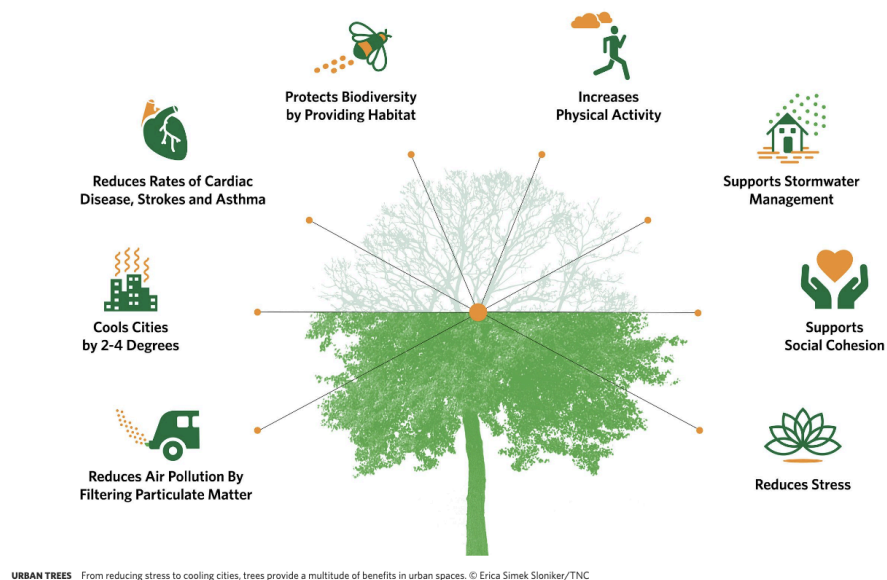 Protects Biodiversity
by Providing Habitat
Increases
Physical Activity
Reduces Rates of Cardiac
Disease, Strokes and Asthma
Supports Stormwater
Management
Cools Cities
by 2-4 Degrees
Supports
Social Cohesion
Reduces Air Pollution By
Filtering Particulate Matter
Reduces Stress
URBAN TREES From reducing stress to cooling cities, trees provide a multitude of benefits in urban spaces. © Erica Simek Sloniker/TNC